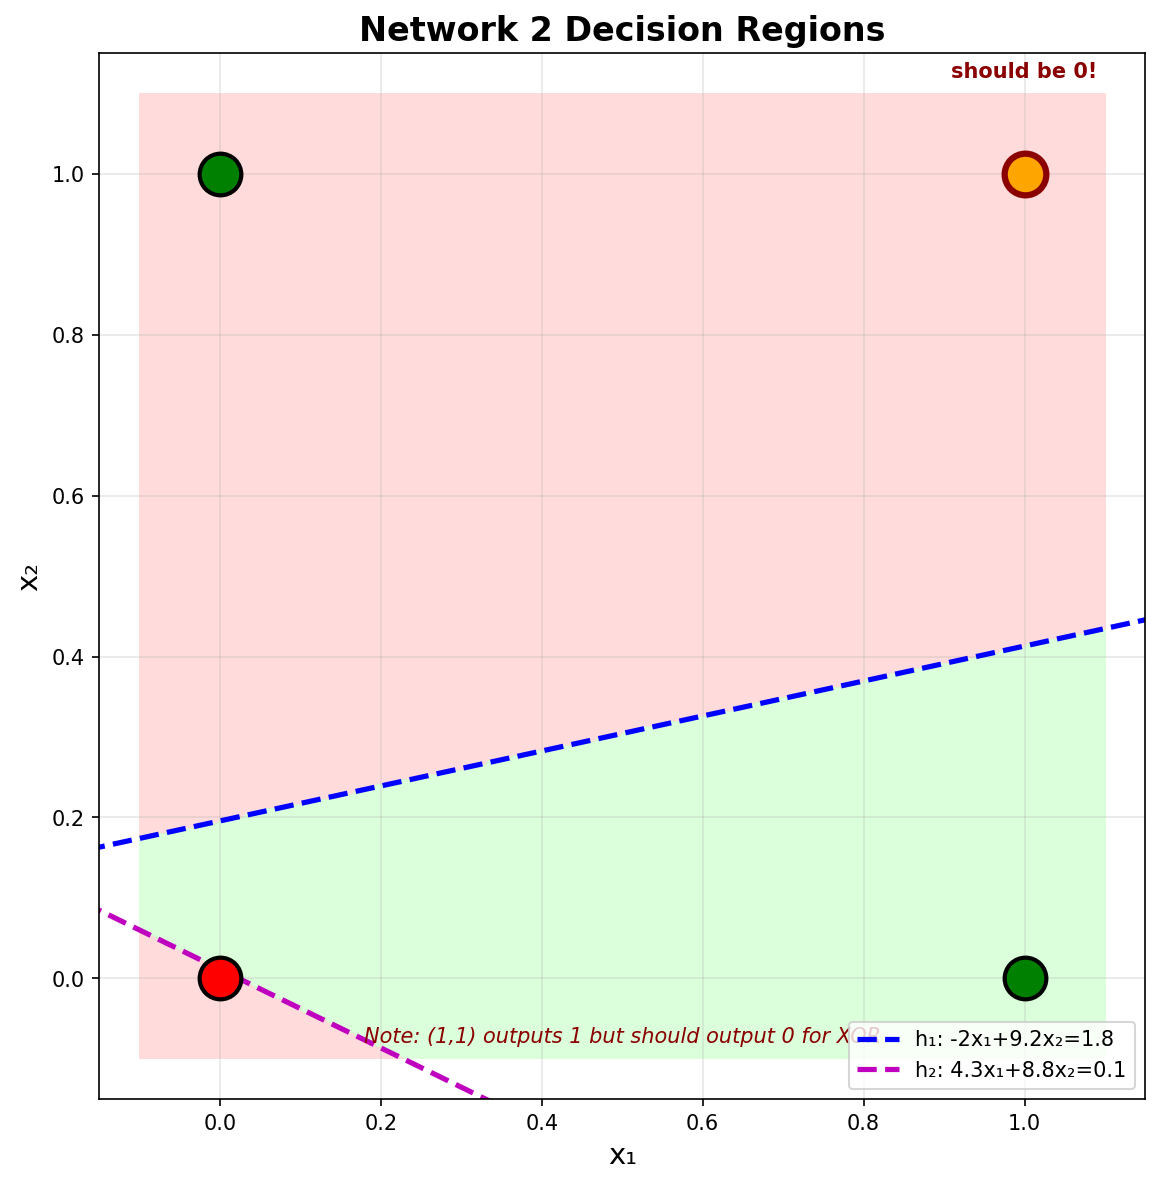 Network 2 Decision Regions
should be 0!
1.0
0.8
0.6
0.4
0.2
0.0
x₂
Note: (1,1) outputs 1 but should output 0 for XOR
h₁: -2x₁+9.2x₂=1.8
h₂: 4.3x₁+8.8x₂=0.1
0.0 0.2 0.4 0.6 0.8 1.0
x₁